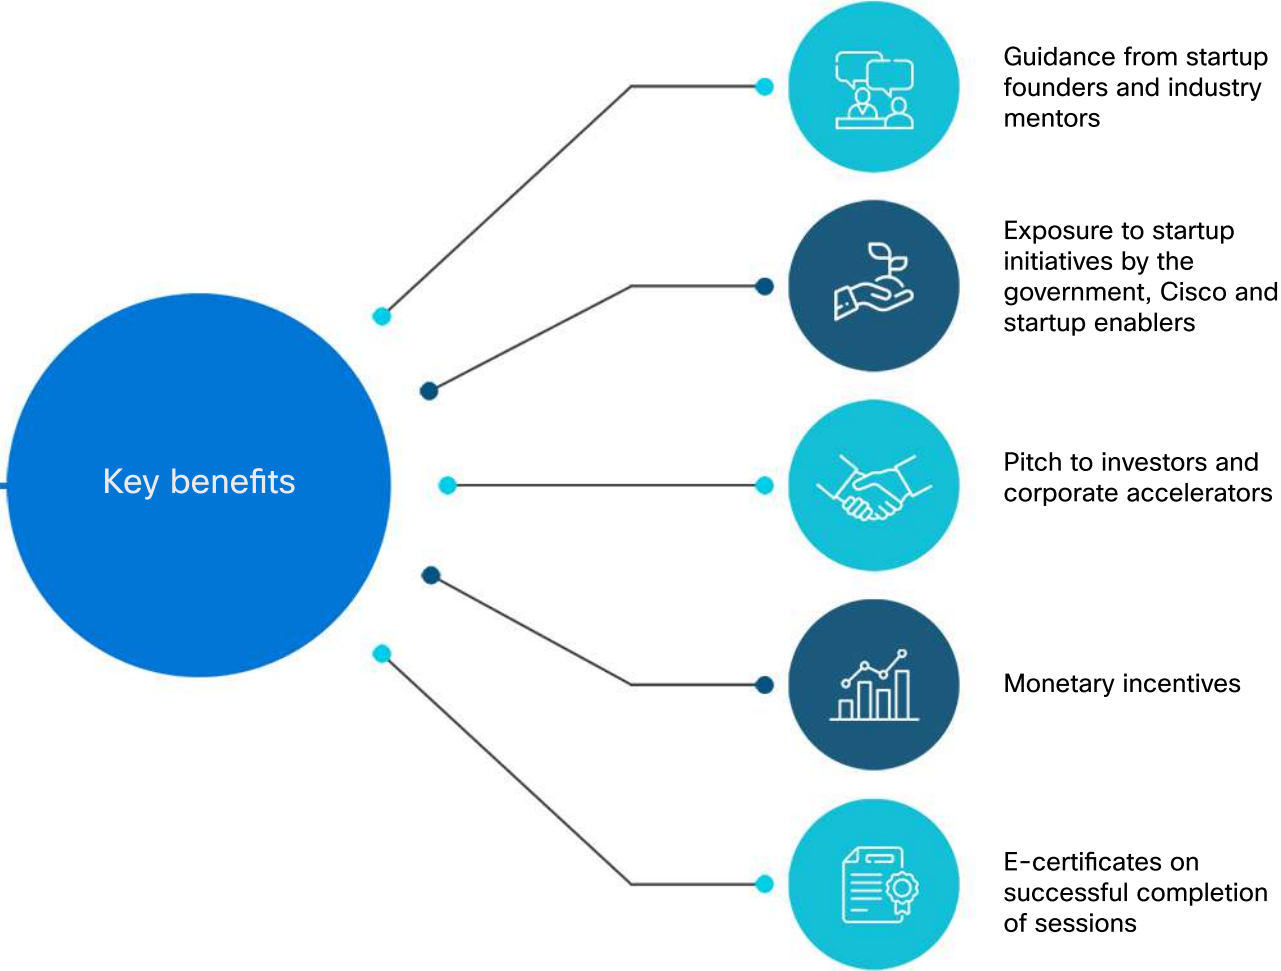 Guidance from startup
founders and industry
mentors
Exposure to startup
initiatives by the
government, Cisco and
startup enablers
Key benefits
Pitch to investors and
corporate accelerators
Monetary incentives
E-certificates on
successful completion
of sessions